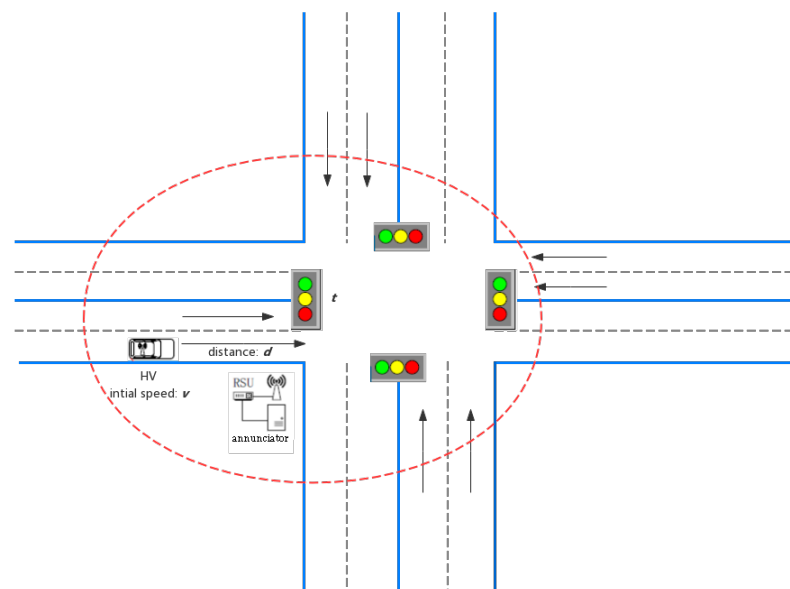 t
distance: d
HV
intial speed: v
RSU
annunciator